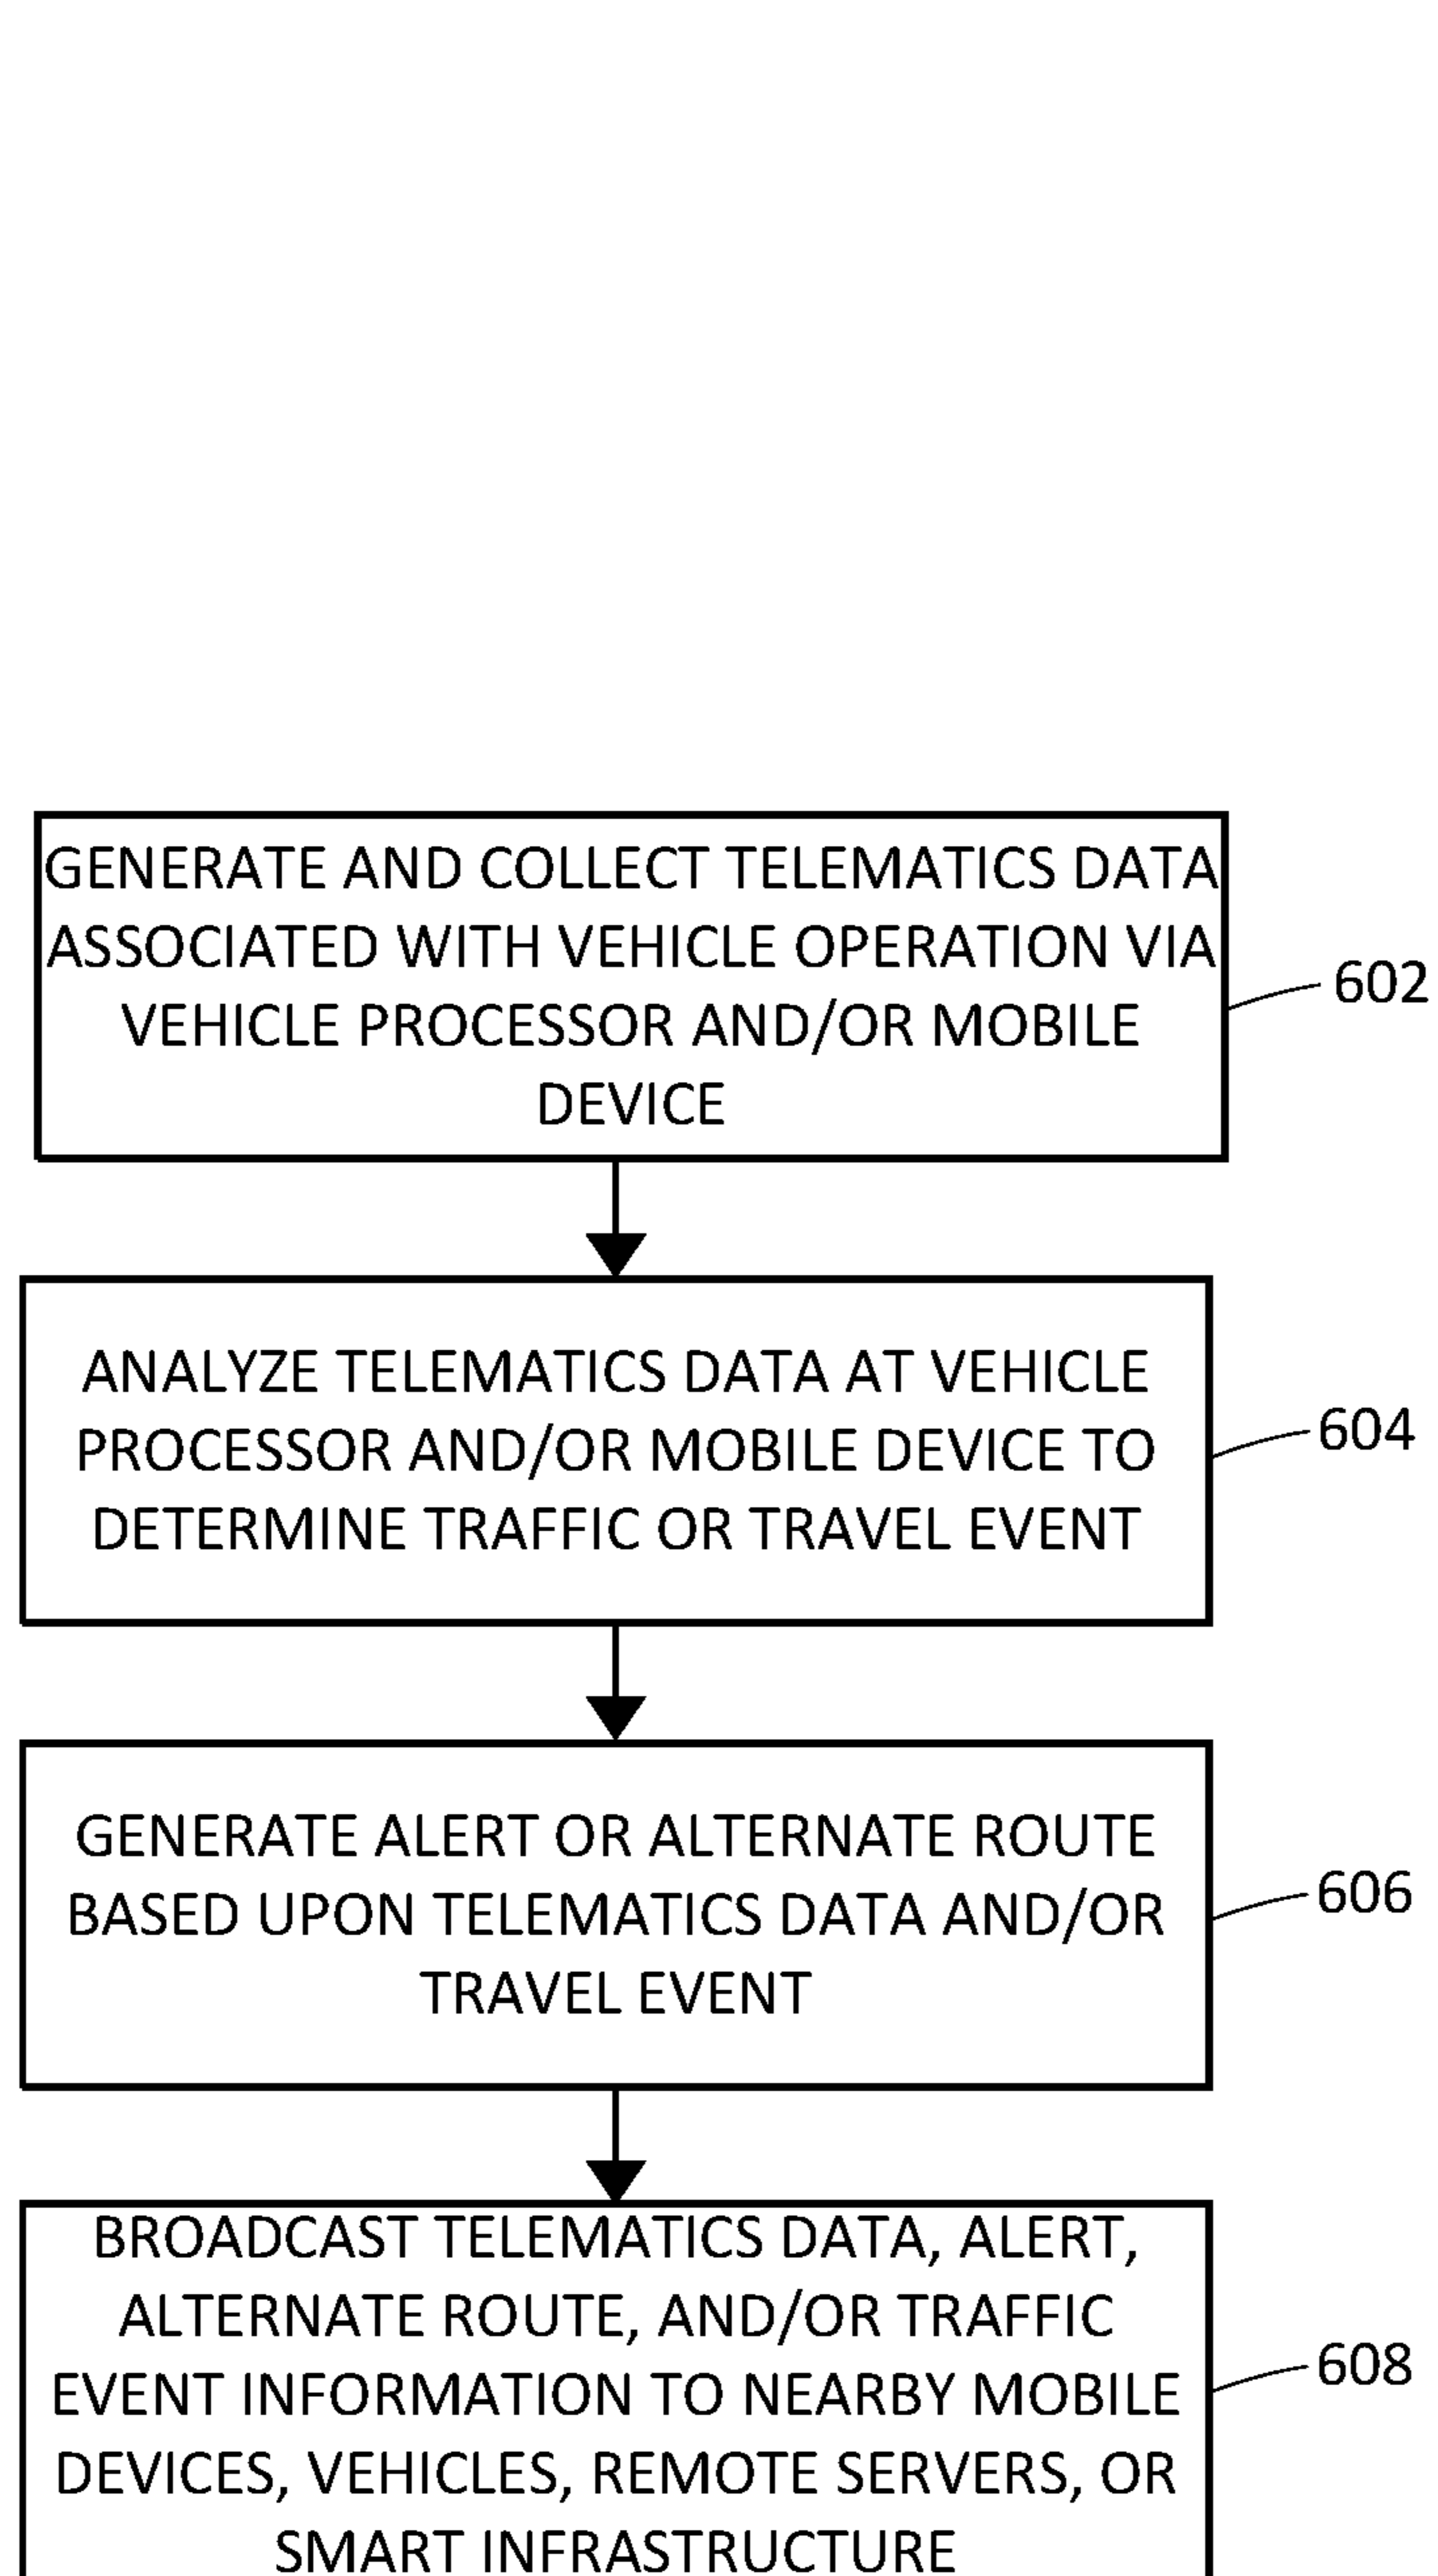 GENERATE AND COLLECT TELEMATICS DATA
ASSOCIATED WITH VEHICLE OPERATION VIA
VEHICLE PROCESSOR AND/OR MOBILE
DEVICE
602
ANALYZE TELEMATICS DATA AT VEHICLE
PROCESSOR AND/OR MOBILE DEVICE TO
DETERMINE TRAFFIC OR TRAVEL EVENT
604
GENERATE ALERT OR ALTERNATE ROUTE
BASED UPON TELEMATICS DATA AND/OR
TRAVEL EVENT
606
BROADCAST TELEMATICS DATA, ALERT,
ALTERNATE ROUTE, AND/OR TRAFFIC
EVENT INFORMATION TO NEARBY MOBILE
DEVICES, VEHICLES, REMOTE SERVERS, OR
SMART INFRASTRUCTURE
608